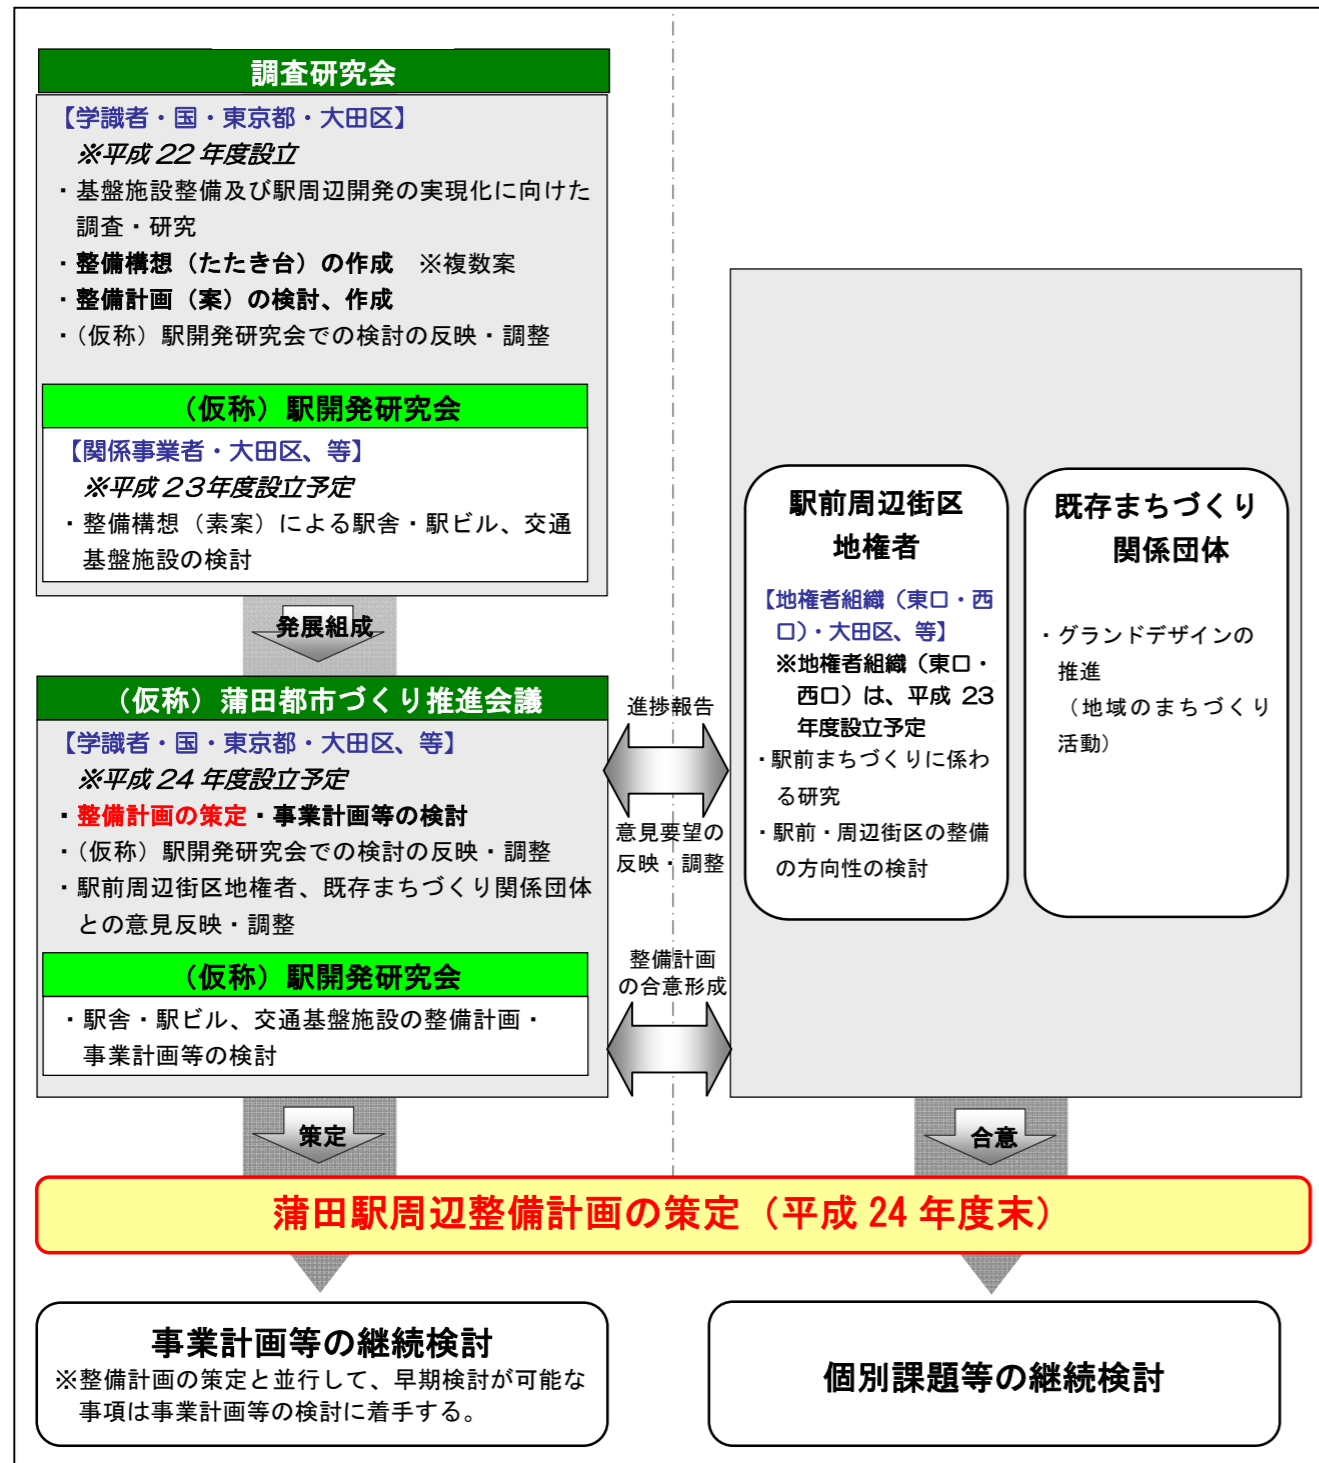 調査研究会
【学識者・国・東京都・大田区】
※平成22年度設立
・基盤施設整備及び駅周辺開発の実現化に向けた
調査・研究
・整備構想（たたき台）の作成　※複数案
・整備計画（案）の検討、作成
・（仮称）駅開発研究会での検討の反映・調整
（仮称）駅開発研究会
【関係事業者・大田区、等】
※平成23年度設立予定
・整備構想（素案）による駅舎・駅ビル、交通
基盤施設の検討
発展組成
（仮称）蒲田都市づくり推進会議
【学識者・国・東京都・大田区、等】
※平成24年度設立予定
・整備計画の策定・事業計画等の検討
・（仮称）駅開発研究会での検討の反映・調整
・駅前周辺街区地権者、既存まちづくり関係団体
との意見反映・調整
（仮称）駅開発研究会
・駅舎・駅ビル、交通基盤施設の整備計画・
事業計画等の検討
進捗報告
意見要望の
反映・調整
整備計画
の合意形成
駅前周辺街区
地権者
【地権者組織（東口・西
口）・大田区、等】
※地権者組織（東口・
西口）は、平成 23
年度設立予定
・駅前まちづくりに係わ
る研究
・駅前・周辺街区の整備
の方向性の検討
既存まちづくり
関係団体
・グランドデザインの
推進
（地域のまちづくり
活動）
策定
合意
蒲田駅周辺整備計画の策定（平成 24 年度末）
事業計画等の継続検討
※整備計画の策定と並行して、早期検討が可能な
事項は事業計画等の検討に着手する。
個別課題等の継続検討